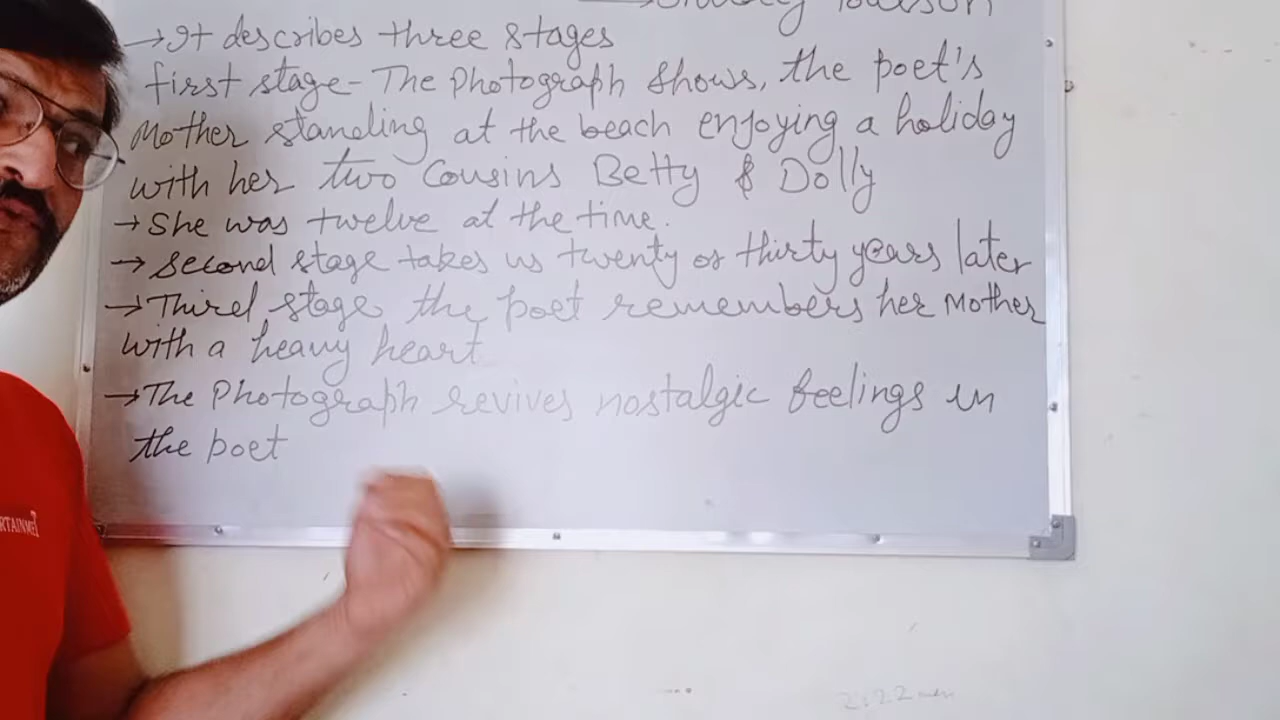 →It describes three stages
first stage- The Photograph shows, the poet's
Mother standing at the beach enjoying a holiday
with her two Cousins Betty & Dolly
→She was twelve at the time.
→Second stage takes us twenty or thirty years later
→Third stage the poet remembers her Mother
with a heavy heart
→The Photograph revives nostalgic feelings in
the poet